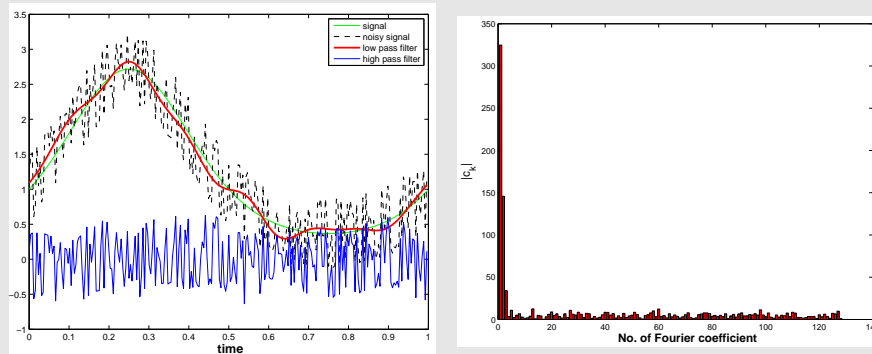 3.5
3
2.5
2
1.5
1
0.5
0
−0.5
−1
0 0.1 0.2 0.3 0.4 0.5 0.6 0.7 0.8 0.9 1
time
signal
noisy signal
low pass filter
high pass filter
350
300
250
200
150
100
50
0
|c_k|
0 20 40 60 80 100 120 140
No. of Fourier coefficient